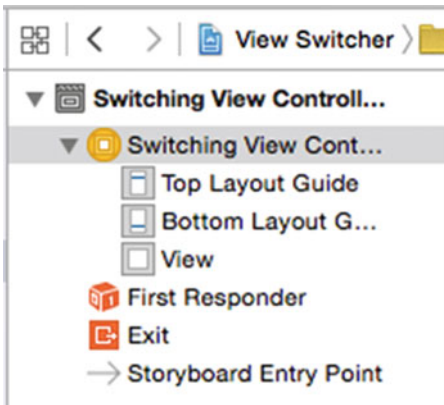 View Switcher
Switching View Controll...
Switching View Cont...
Top Layout Guide
Bottom Layout G...
View
First Responder
Exit
Storyboard Entry Point